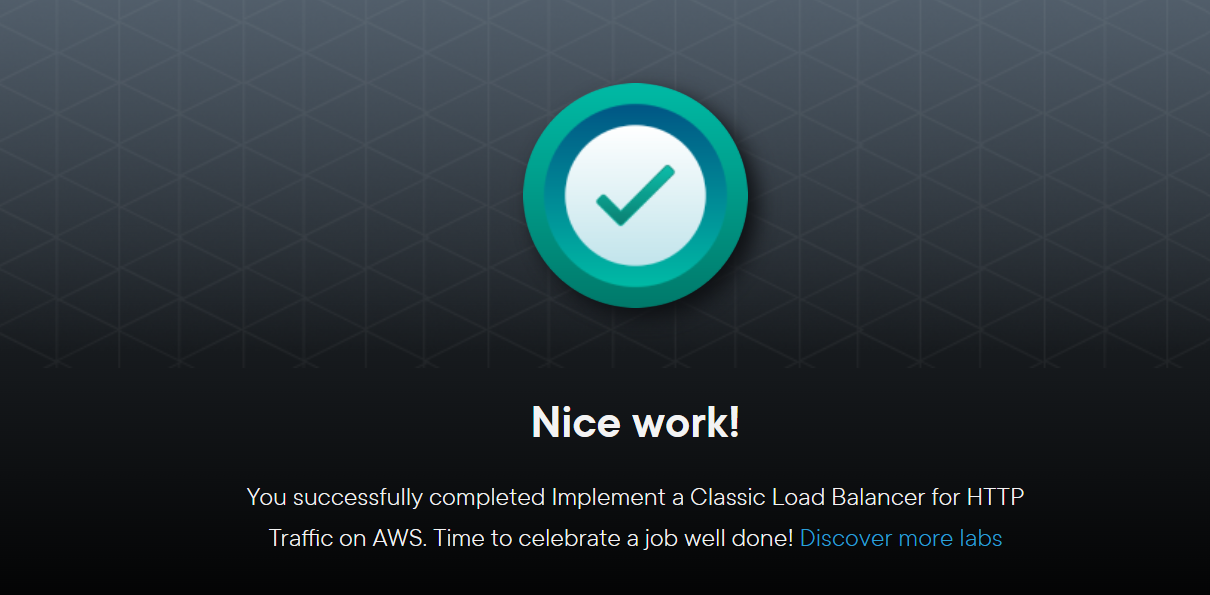 Nice work!
You successfully completed Implement a Classic Load Balancer for HTTP
Traffic on AWS. Time to celebrate a job well done! Discover more labs